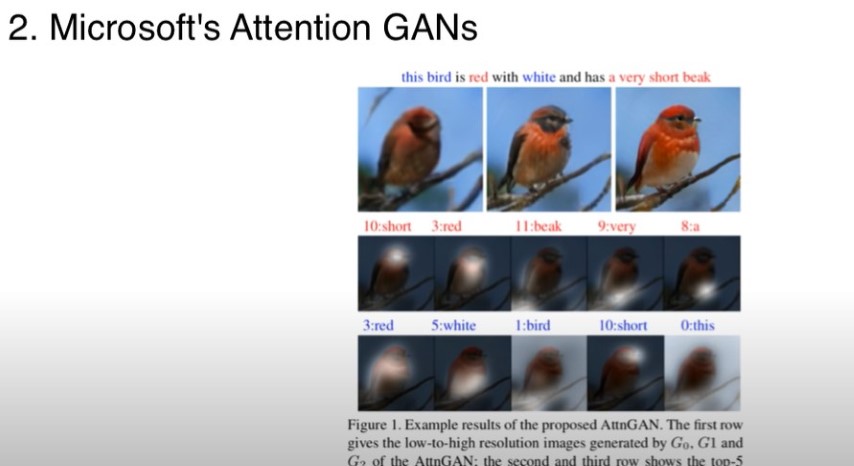 2. Microsoft's Attention GANs
this bird is red with white and has a very short beak
10:short 3:red 11:beak 9:very 8:a
3:red 5:white 1:bird 10:short 0:this
Figure 1. Example results of the proposed AttnGAN. The first row
gives the low-to-high resolution images generated by G₀, G1 and
G₂ of the AttnGAN; the second and third row shows the top-5